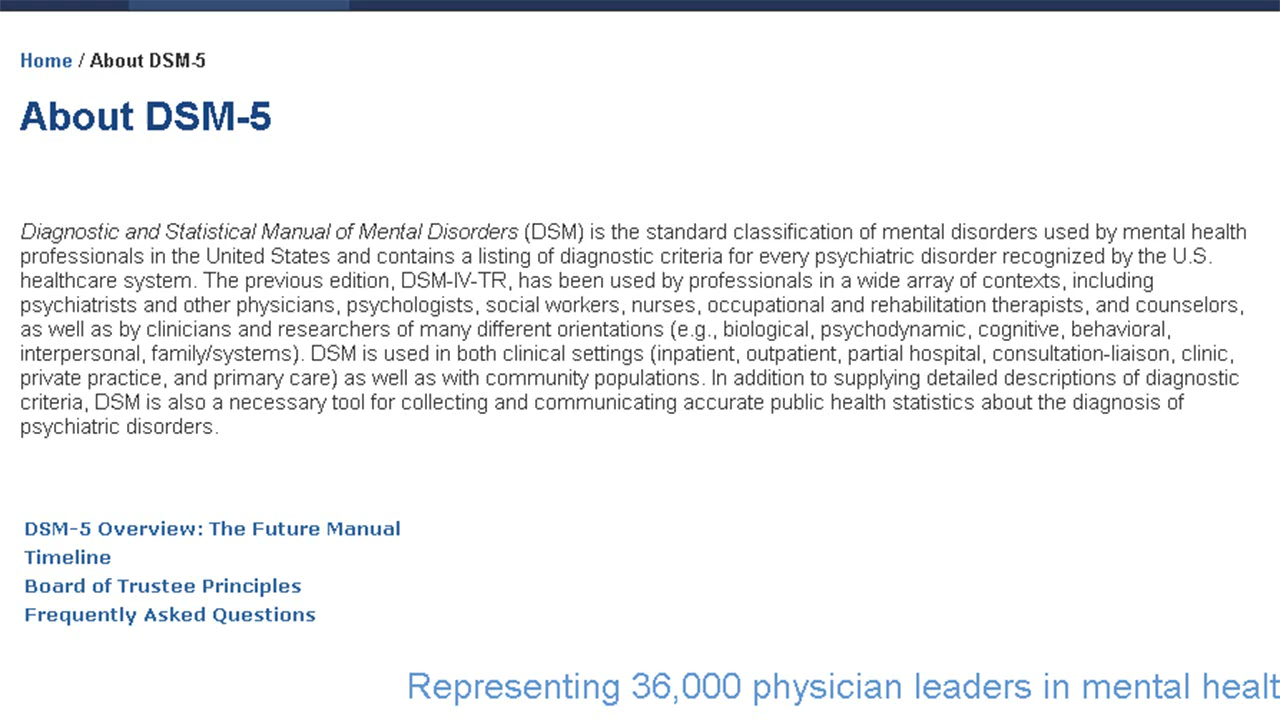 Home / About DSM-5
About DSM-5
Diagnostic and Statistical Manual of Mental Disorders (DSM) is the standard classification of mental disorders used by mental health
professionals in the United States and contains a listing of diagnostic criteria for every psychiatric disorder recognized by the U.S.
healthcare system. The previous edition, DSM-IV-TR, has been used by professionals in a wide array of contexts, including
psychiatrists and other physicians, psychologists, social workers, nurses, occupational and rehabilitation therapists, and counselors,
as well as by clinicians and researchers of many different orientations (e.g., biological, psychodynamic, cognitive, behavioral,
interpersonal, family/systems). DSM is used in both clinical settings (inpatient, outpatient, partial hospital, consultation-liaison, clinic,
private practice, and primary care) as well as with community populations. In addition to supplying detailed descriptions of diagnostic
criteria, DSM is also a necessary tool for collecting and communicating accurate public health statistics about the diagnosis of
psychiatric disorders.
DSM-5 Overview: The Future Manual
Timeline
Board of Trustee Principles
Frequently Asked Questions
Representing 36,000 physician leaders in mental healt